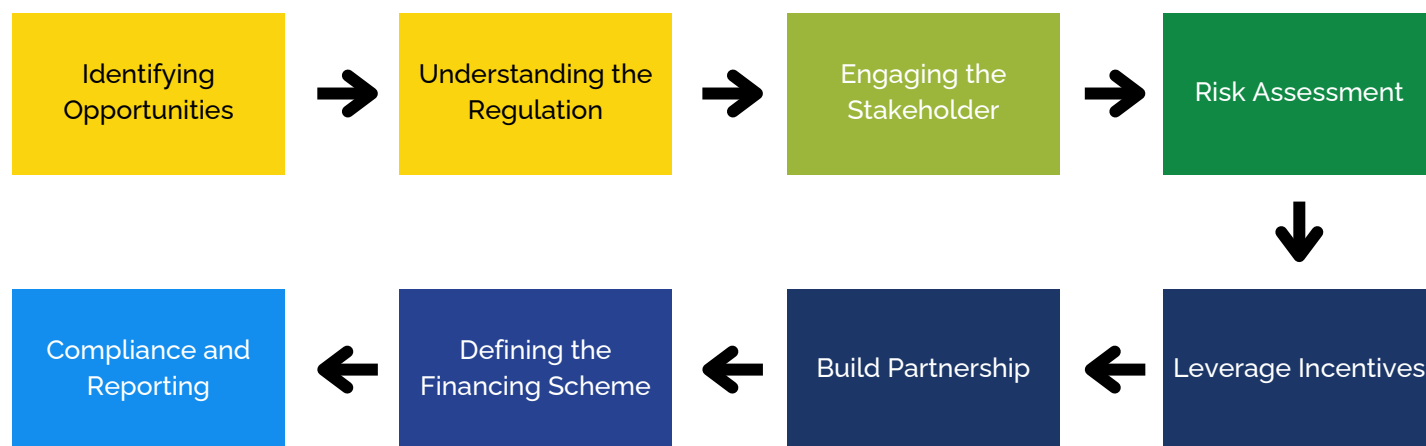 Identifying
Opportunities
Understanding the
Regulation
Engaging the
Stakeholder
Risk Assessment
Leverage Incentives
Build Partnership
Defining the
Financing Scheme
Compliance and
Reporting